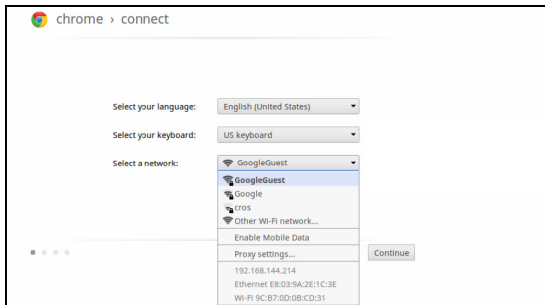 chrome › connect
Select your language: English (United States)
Select your keyboard: US keyboard
Select a network: GoogleGuest
GoogleGuest
Google
cros
Other Wi-Fi network...
Enable Mobile Data
Proxy settings...
Continue
192.168.144.214
Ethernet E8:03:9A:2E:1C:3E
Wi-Fi 9C:B7:0D:0B:CD:31